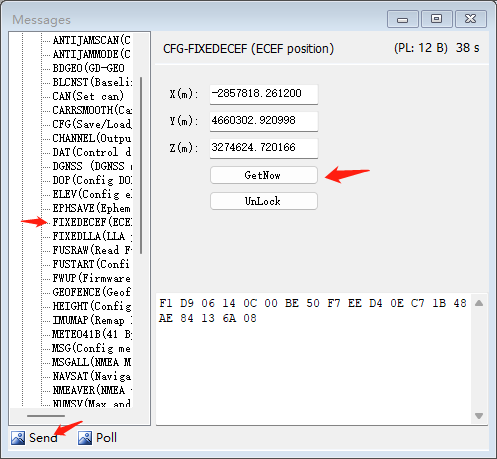 Messages
ANTIJAMSCAN(C
ANTIJAMMODE(C
BDGEO(GD-GEO
BLCNST(Baseli
CAN(Set can)
CARRSMOOTH(Ca
CFG(Save/Load
CHANNEL(Outpu
DAT(Control d
DGNSS (DGNSS
DOP(Config DO
ELEV(Config el
EPHSAVE(Ephem
FIXEDECEF(ECE
FIXEDLLA(LLA
FUSRAW(Read F
FUSTART(Confi
FWUP(Firmware
GEOFENCE(Geof
HEIGHT(Config
IMUMAP(Remap
METEO41B(41 By
MSG(Config me
MSGALL(NMEA M
NAVSAT(Naviga
NMEAVER(NMEA
NUMSV(Max and
CFG-FIXEDECEF (ECEF position) (PL: 12 B) 38 s
X(m): -2857818.261200
Y(m): 4660302.920998
Z(m): 3274624.720166
GetNow
UnLock
F1 D9 06 14 0C 00 BE 50 F7 EE D4 0E C7 1B 48
AE 84 13 6A 08
Send Poll